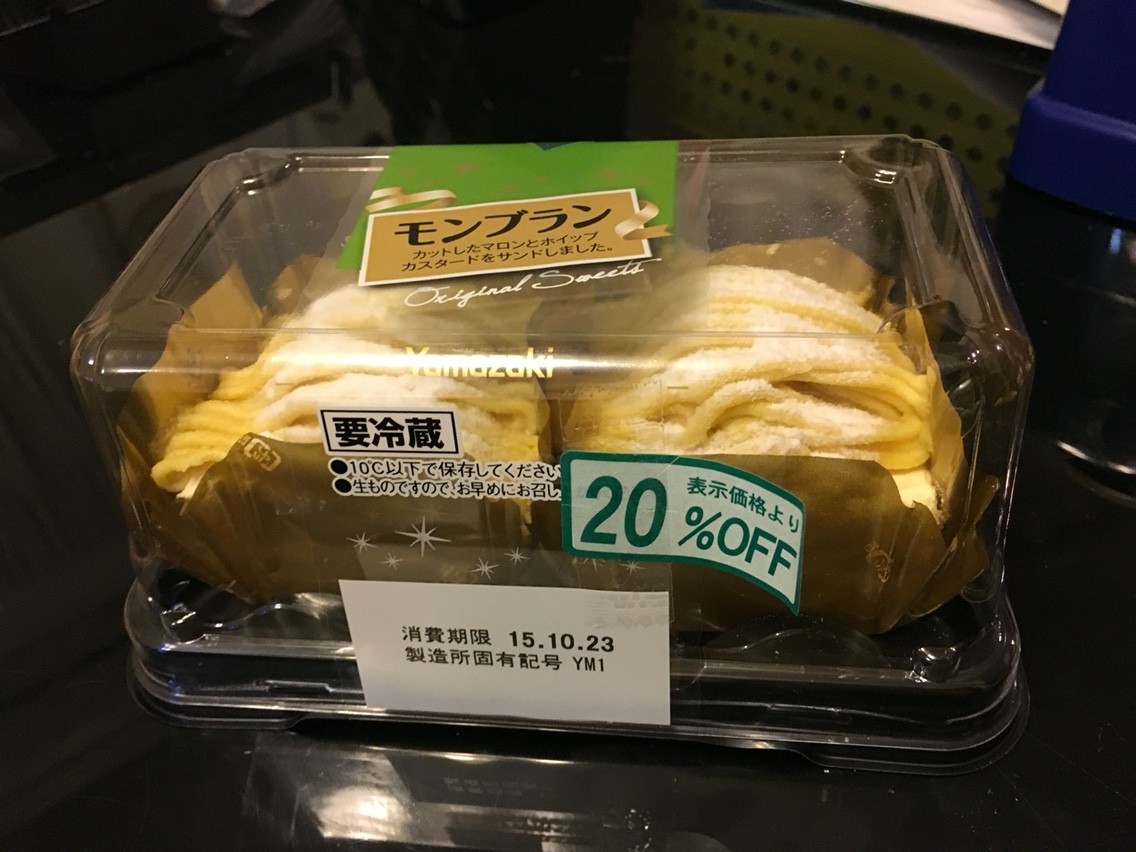 モンブラン
カットしたマロンとホイップ
カスタードをサンドしました。
Original Sweets
Yamazaki
要冷蔵
●10℃以下で保存してください
●生ものですので、お早めにお召し
表示価格より
20%OFF
消費期限 15.10.23
製造所固有記号 YM1